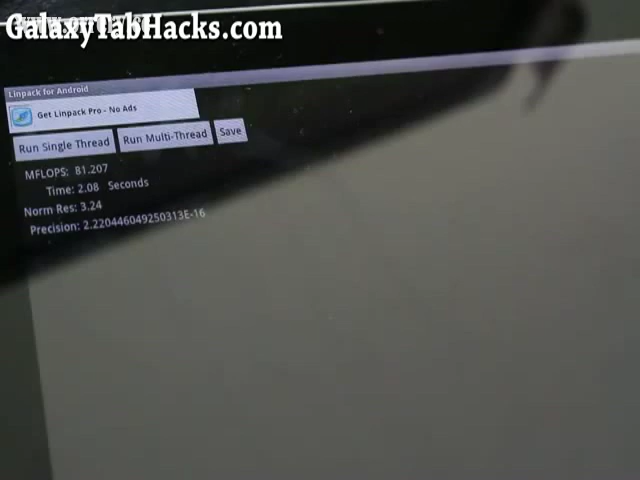 GalaxyTabHacks.com
Linpack for Android
Get Linpack Pro - No Ads
Run Single Thread Run Multi-Thread Save
MFLOPS: 81.207
Time: 2.08 Seconds
Norm Res: 3.24
Precision: 2.220446049250313E-16